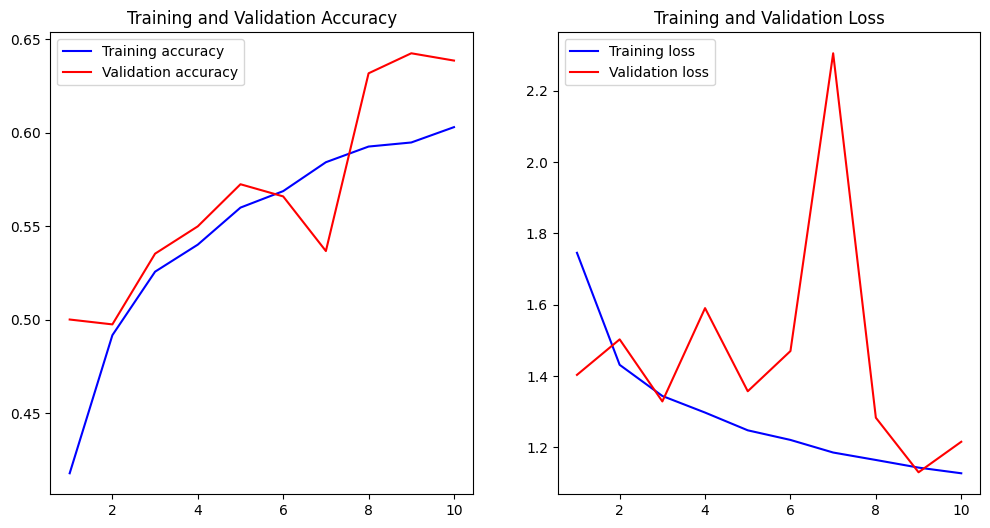 Training and Validation Accuracy
Training accuracy
Validation accuracy
0.65
0.60
0.55
0.50
0.45
2 4 6 8 10
Training and Validation Loss
Training loss
Validation loss
2.2
2.0
1.8
1.6
1.4
1.2
2 4 6 8 10